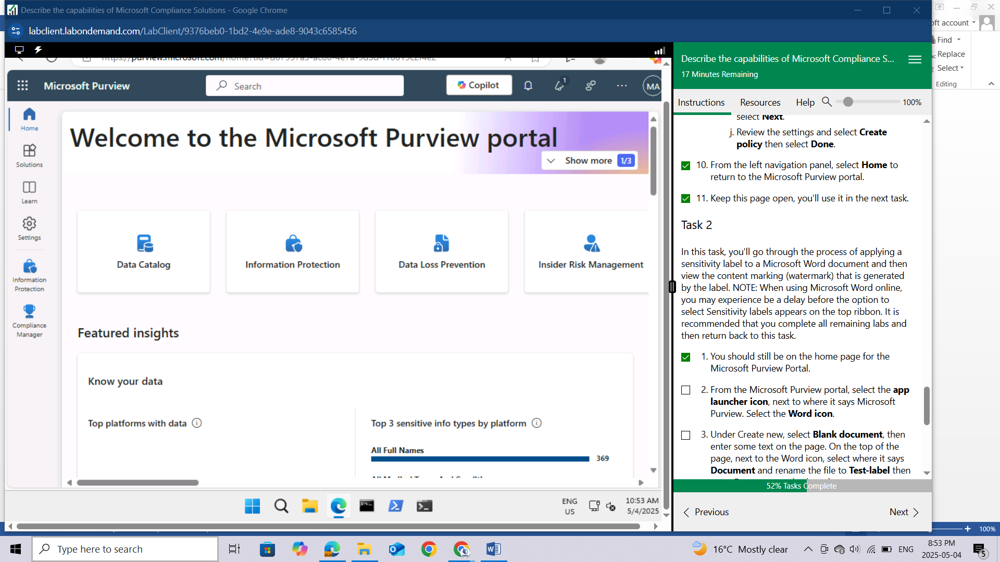 Describe the capabilities of Microsoft Compliance Solutions - Google Chrome
labclient.labondemand.com/LabClient/9376beb0-1bd2-4e9e-ade8-9043c6585456
oft account
Find
Replace
Select
Editing
Microsoft Purview
Search
Copilot
1
MA
Home
Solutions
Learn
Settings
Information
Protection
Compliance
Manager
Welcome to the Microsoft Purview portal
Show more 1/3
Data Catalog
Information Protection
Data Loss Prevention
Insider Risk Management
Featured insights
Know your data
Top platforms with data
Top 3 sensitive info types by platform
All Full Names
369
ENG
US
10:53 AM
5/4/2025
Describe the capabilities of Microsoft Compliance S...
17 Minutes Remaining
Instructions
Resources
Help
100%
select Next.
j. Review the settings and select Create
policy then select Done.
10. From the left navigation panel, select Home to
return to the Microsoft Purview portal.
11. Keep this page open, you'll use it in the next task.
Task 2
In this task, you'll go through the process of applying a
sensitivity label to a Microsoft Word document and then
view the content marking (watermark) that is generated
by the label. NOTE: When using Microsoft Word online,
you may experience be a delay before the option to
select Sensitivity labels appears on the top ribbon. It is
recommended that you complete all remaining labs and
then return back to this task.
1. You should still be on the home page for the
Microsoft Purview Portal.
2. From the Microsoft Purview portal, select the app
launcher icon, next to where it says Microsoft
Purview. Select the Word icon.
3. Under Create new, select Blank document, then
enter some text on the page. On the top of the
page, next to the Word icon, select where it says
Document and rename the file to Test-label then
52% Tasks Complete
Previous
Next
100%
Type here to search
16°C Mostly clear
ENG
8:53 PM
2025-05-04
5